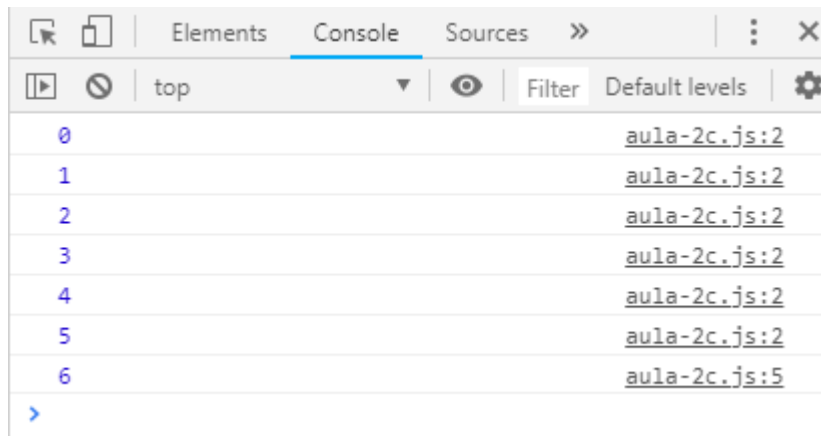 Elements Console Sources »
top Filter Default levels
0 aula-2c.js:2
1 aula-2c.js:2
2 aula-2c.js:2
3 aula-2c.js:2
4 aula-2c.js:2
5 aula-2c.js:2
6 aula-2c.js:5